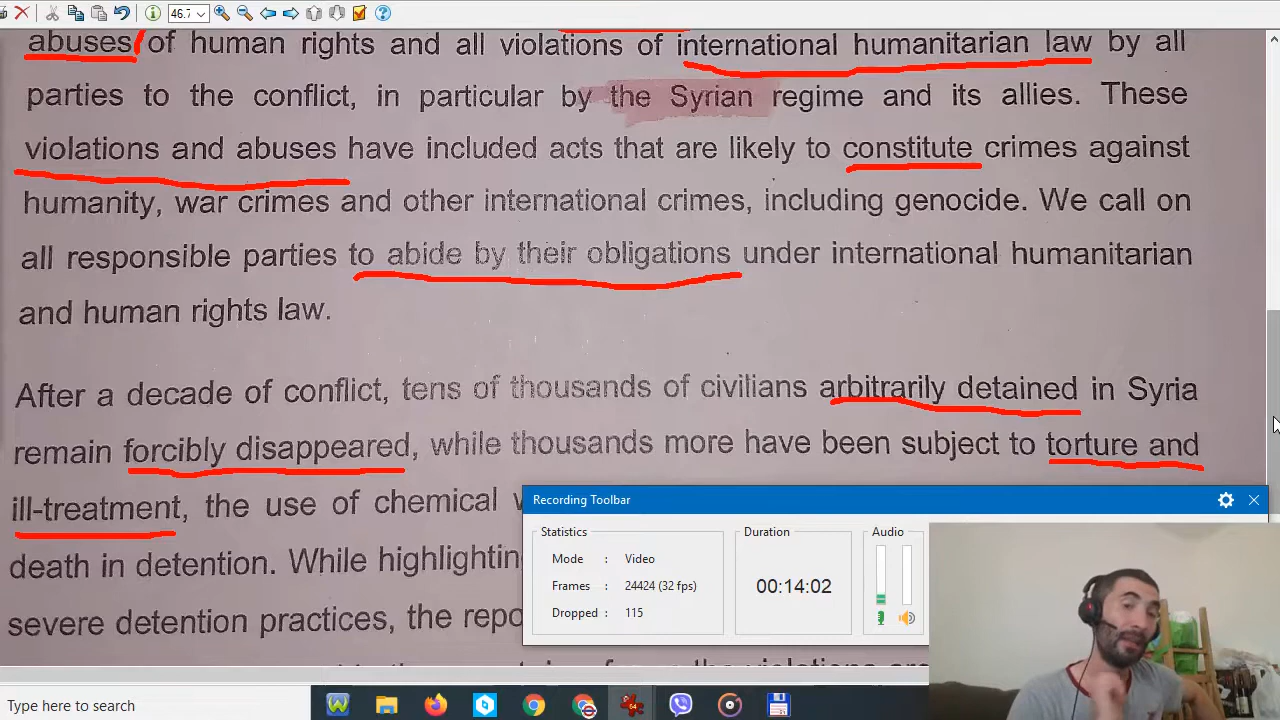 46.7
abuses of human rights and all violations of international humanitarian law by all
parties to the conflict, in particular by the Syrian regime and its allies. These
violations and abuses have included acts that are likely to constitute crimes against
humanity, war crimes and other international crimes, including genocide. We call on
all responsible parties to abide by their obligations under international humanitarian
and human rights law.
After a decade of conflict, tens of thousands of civilians arbitrarily detained in Syria
remain forcibly disappeared, while thousands more have been subject to torture and
ill-treatment, the use of chemical
death in detention. While highlighting
severe detention practices, the
Recording Toolbar
Statistics
Mode : Video
Frames : 24424 (32 fps)
Dropped : 115
Duration
00:14:02
Audio
Type here to search
64